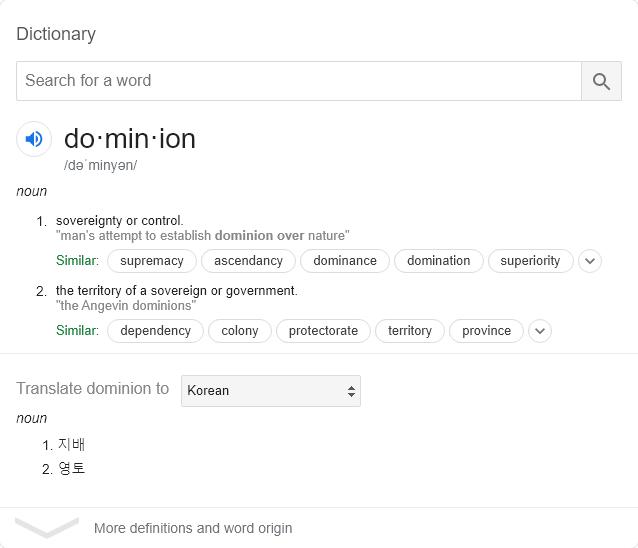 Dictionary
Search for a word
do·min·ion
/dəˈminyən/
noun
1. sovereignty or control.
"man's attempt to establish dominion over nature"
Similar: supremacy ascendancy dominance domination superiority
2. the territory of a sovereign or government.
"the Angevin dominions"
Similar: dependency colony protectorate territory province
Translate dominion to Korean
noun
1. 지배
2. 영토
More definitions and word origin